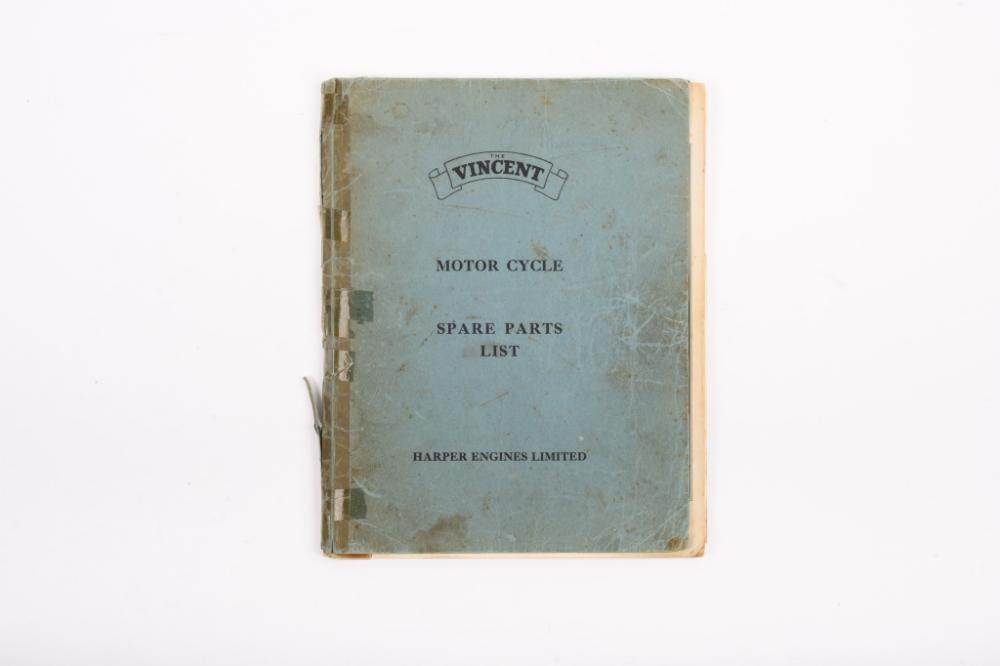 THE
VINCENT
MOTOR CYCLE
SPARE PARTS
LIST
HARPER ENGINES LIMITED